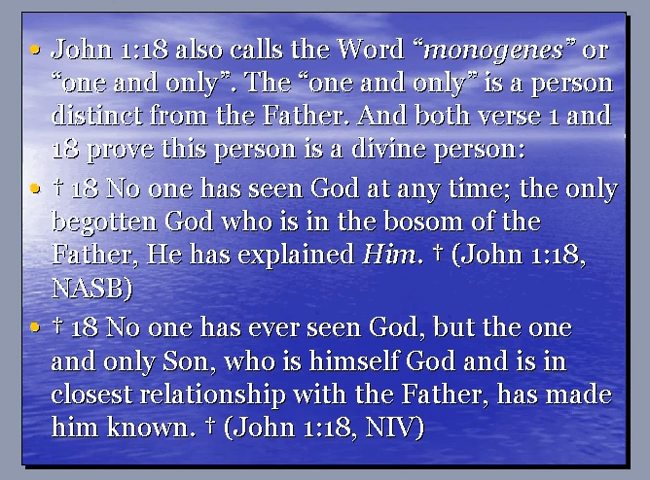 • John 1:18 also calls the Word “monogenes” or
“one and only”. The “one and only” is a person
distinct from the Father. And both verse 1 and
18 prove this person is a divine person:
• † 18 No one has seen God at any time; the only
begotten God who is in the bosom of the
Father, He has explained Him. † (John 1:18,
NASB)
• † 18 No one has ever seen God, but the one
and only Son, who is himself God and is in
closest relationship with the Father, has made
him known. † (John 1:18, NIV)